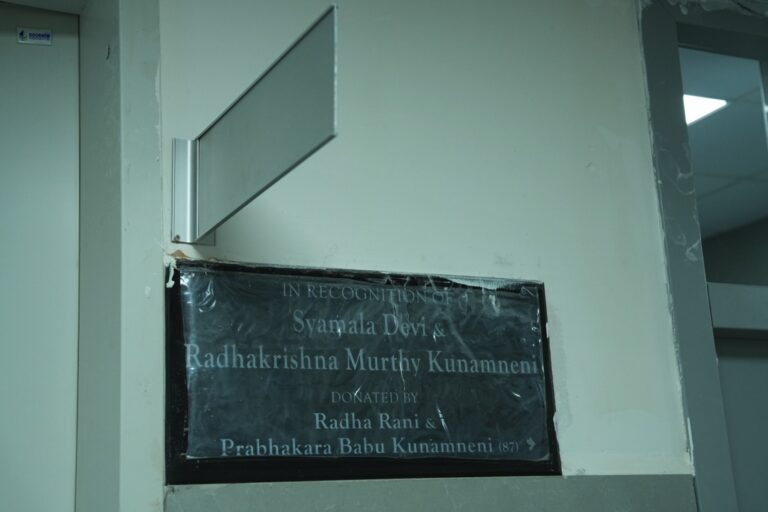 IN RECOGNITION OF
Syamala Devi &
Radhakrishna Murthy Kunamneni
DONATED BY
Radha Rani &
Prabhakara Babu Kunamneni (87)